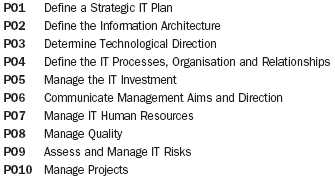 PO1 Define a Strategic IT Plan
PO2 Define the Information Architecture
PO3 Determine Technological Direction
PO4 Define the IT Processes, Organisation and Relationships
PO5 Manage the IT Investment
PO6 Communicate Management Aims and Direction
PO7 Manage IT Human Resources
PO8 Manage Quality
PO9 Assess and Manage IT Risks
PO10 Manage Projects